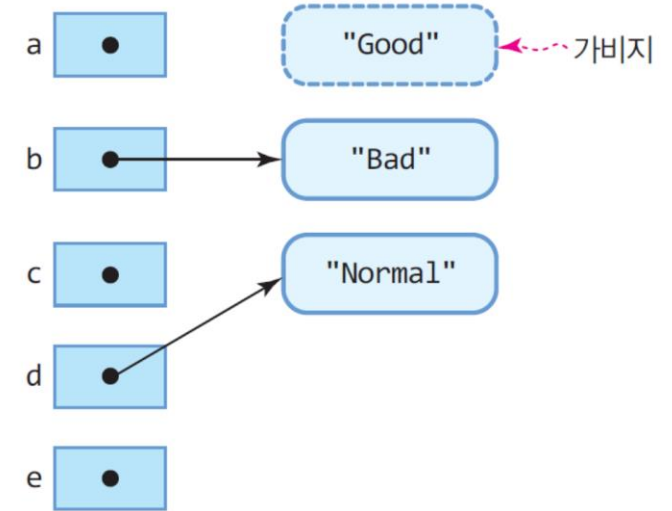 a "Good" 가비지
b "Bad"
c "Normal"
d
e